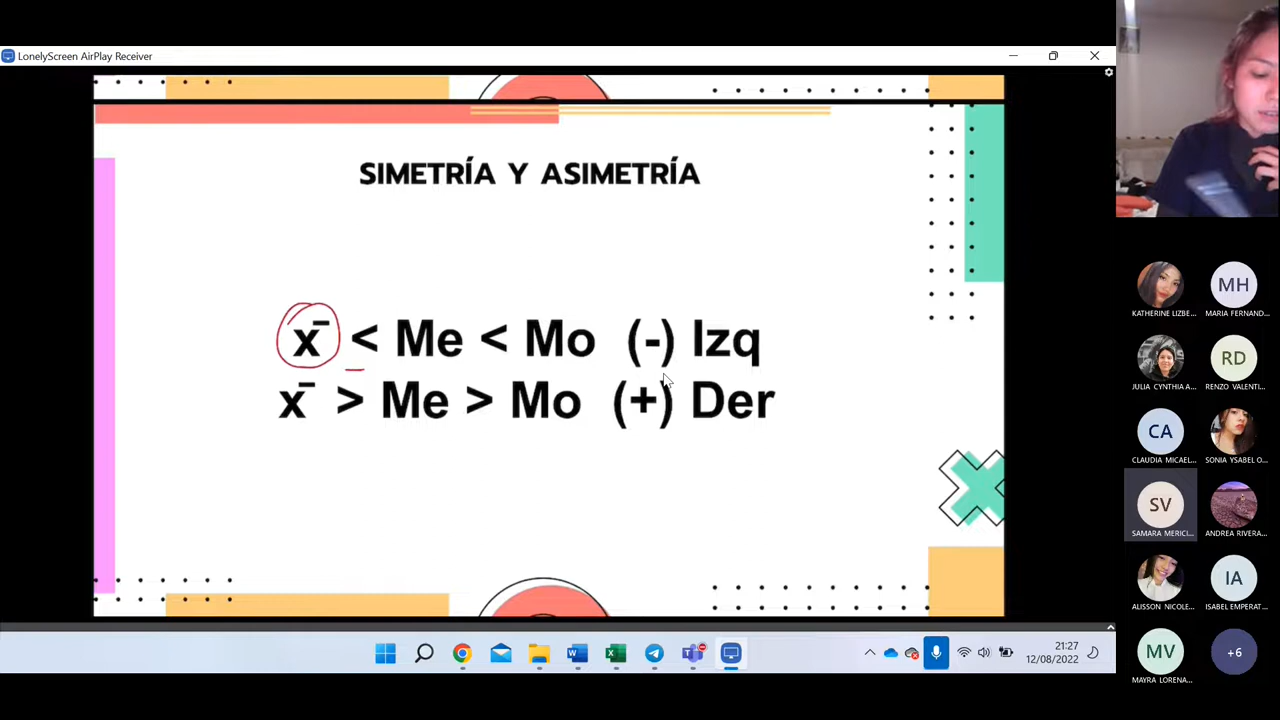 LonelyScreen AirPlay Receiver
SIMETRÍA Y ASIMETRÍA
x̄ < Me < Mo (-) Izq
x̄ > Me > Mo (+) Der
MH
KATHERINE LIZBE...
MARIA FERNAND...
RD
JULIA CYNTHIA A...
RENZO VALENTI...
CA
CLAUDIA MICAEL...
SONIA YSABEL O...
SV
SAMARA MERICI...
ANDREA RIVERA...
IA
ALISSON NICOLE...
ISABEL EMPERAT...
MV
+6
MAYRA LORENA...
21:27
12/08/2022